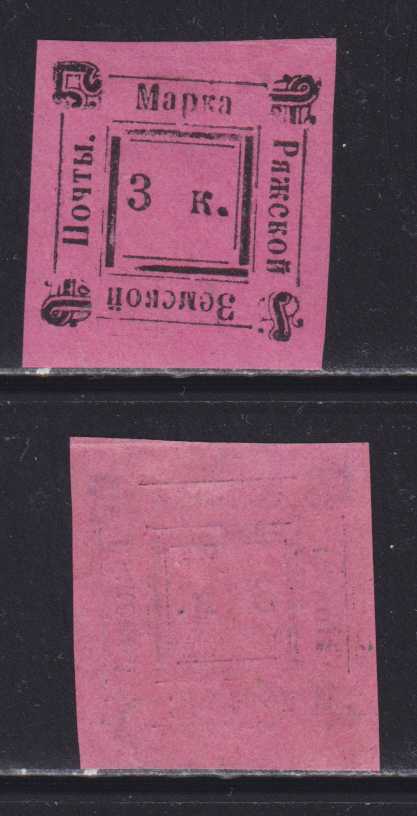 Марка
Ряжской
Земской
Почты.
3 к.